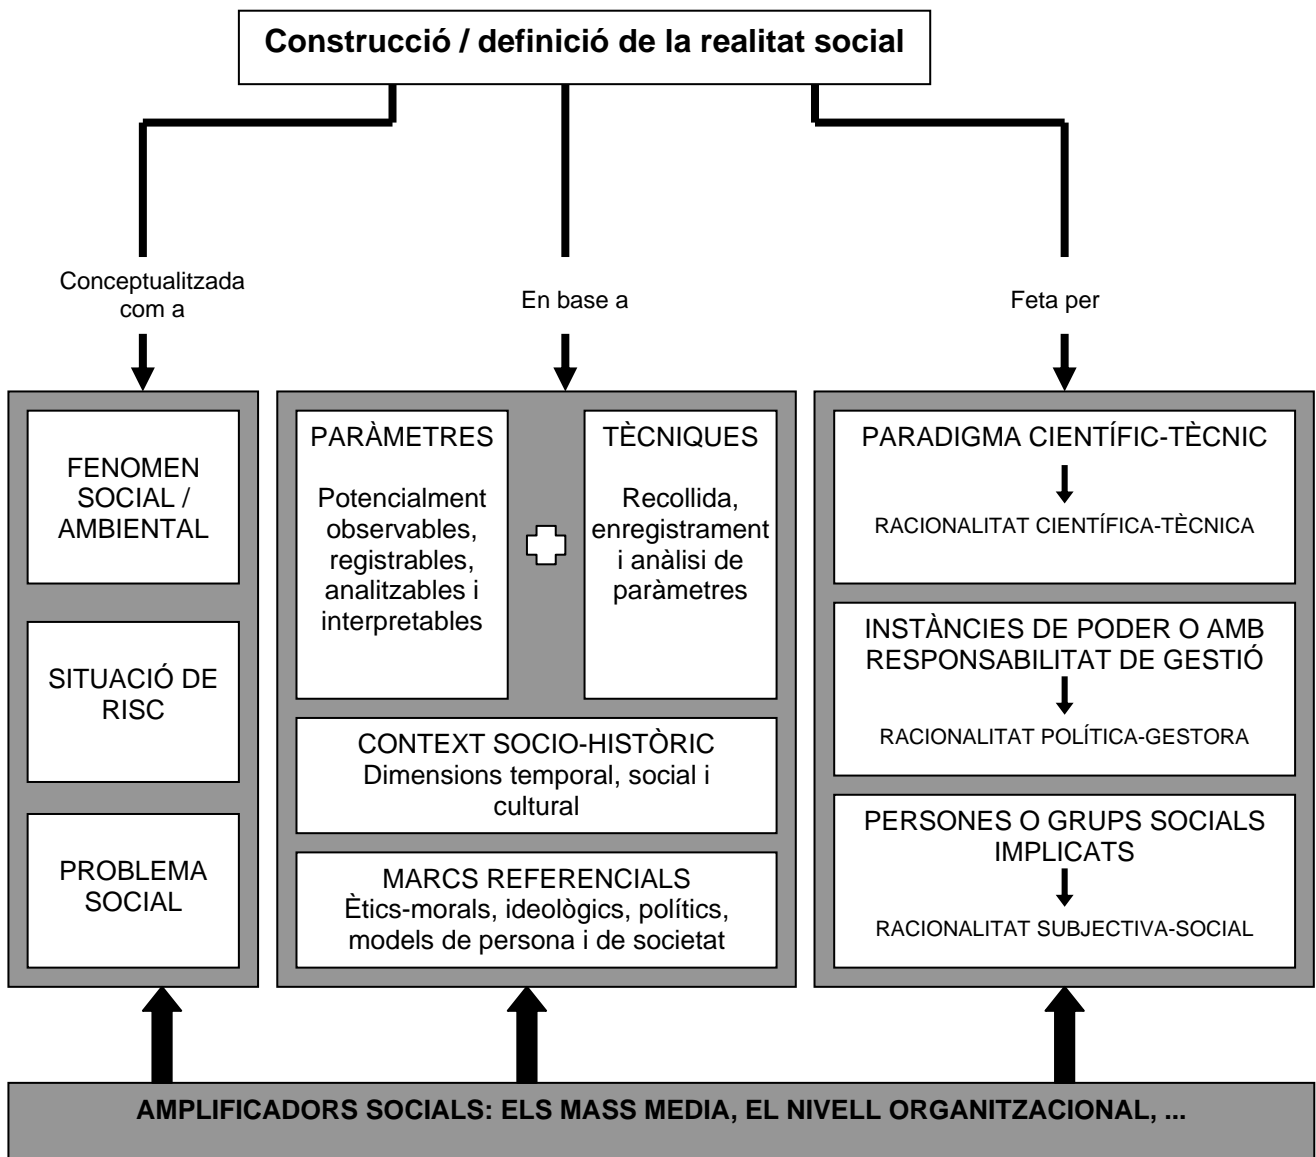 Construcció / definició de la realitat social
Conceptualitzada
com a
En base a
Feta per
FENOMEN
SOCIAL /
AMBIENTAL
SITUACIÓ DE
RISC
PROBLEMA
SOCIAL
PARÀMETRES
Potencialment
observables,
registrables,
analitzables i
interpretables
TÈCNIQUES
Recollida,
enregistrament
i anàlisi de
paràmetres
CONTEXT SOCIO-HISTÒRIC
Dimensions temporal, social i
cultural
MARCS REFERENCIALS
Ètics-morals, ideològics, polítics,
models de persona i de societat
PARADIGMA CIENTÍFIC-TÈCNIC
RACIONALITAT CIENTÍFICA-TÈCNICA
INSTÀNCIES DE PODER O AMB
RESPONSABILITAT DE GESTIÓ
RACIONALITAT POLÍTICA-GESTORA
PERSONES O GRUPS SOCIALS
IMPLICATS
RACIONALITAT SUBJECTIVA-SOCIAL
AMPLIFICADORS SOCIALS: ELS MASS MEDIA, EL NIVELL ORGANITZACIONAL, ...